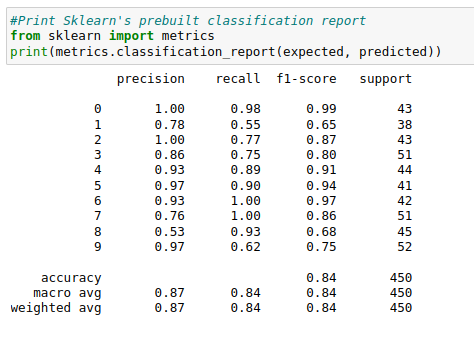 #Print Sklearn's prebuilt classification report
from sklearn import metrics
print(metrics.classification_report(expected, predicted))
precision recall f1-score support
0 1.00 0.98 0.99 43
1 0.78 0.55 0.65 38
2 1.00 0.77 0.87 43
3 0.86 0.75 0.80 51
4 0.93 0.89 0.91 44
5 0.97 0.90 0.94 41
6 0.93 1.00 0.97 42
7 0.76 1.00 0.86 51
8 0.53 0.93 0.68 45
9 0.97 0.62 0.75 52
accuracy 0.84 450
macro avg 0.87 0.84 0.84 450
weighted avg 0.87 0.84 0.84 450